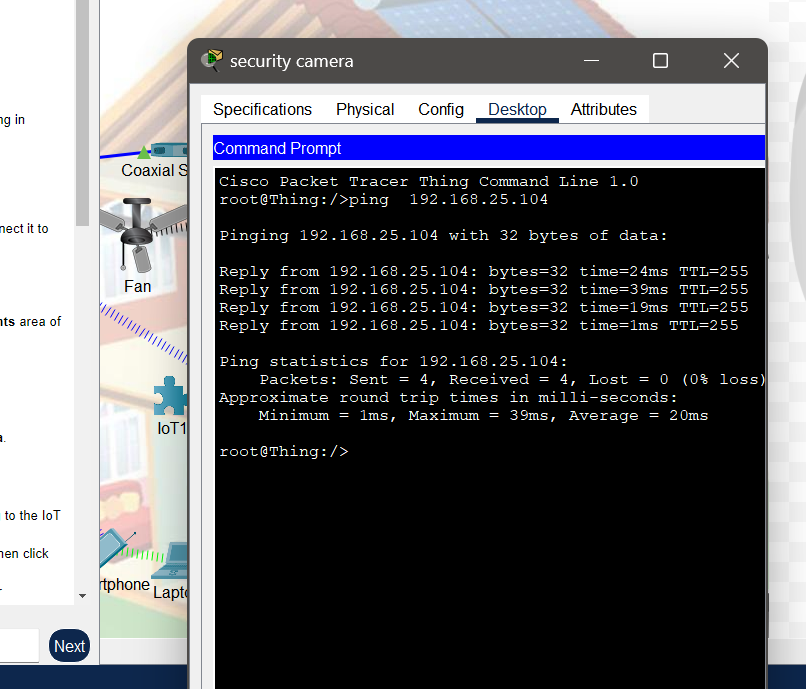 ng in
nect it to
nts area of
a.
to the IoT
hen click
Next
Coaxial S
Fan
IoT1
rtphone
Lapto
security camera
Specifications
Physical
Config
Desktop
Attributes
Command Prompt
Cisco Packet Tracer Thing Command Line 1.0
root@Thing:/>ping  192.168.25.104
Pinging 192.168.25.104 with 32 bytes of data:
Reply from 192.168.25.104: bytes=32 time=24ms TTL=255
Reply from 192.168.25.104: bytes=32 time=39ms TTL=255
Reply from 192.168.25.104: bytes=32 time=19ms TTL=255
Reply from 192.168.25.104: bytes=32 time=1ms TTL=255
Ping statistics for 192.168.25.104:
Packets: Sent = 4, Received = 4, Lost = 0 (0% loss)
Approximate round trip times in milli-seconds:
Minimum = 1ms, Maximum = 39ms, Average = 20ms
root@Thing:/>